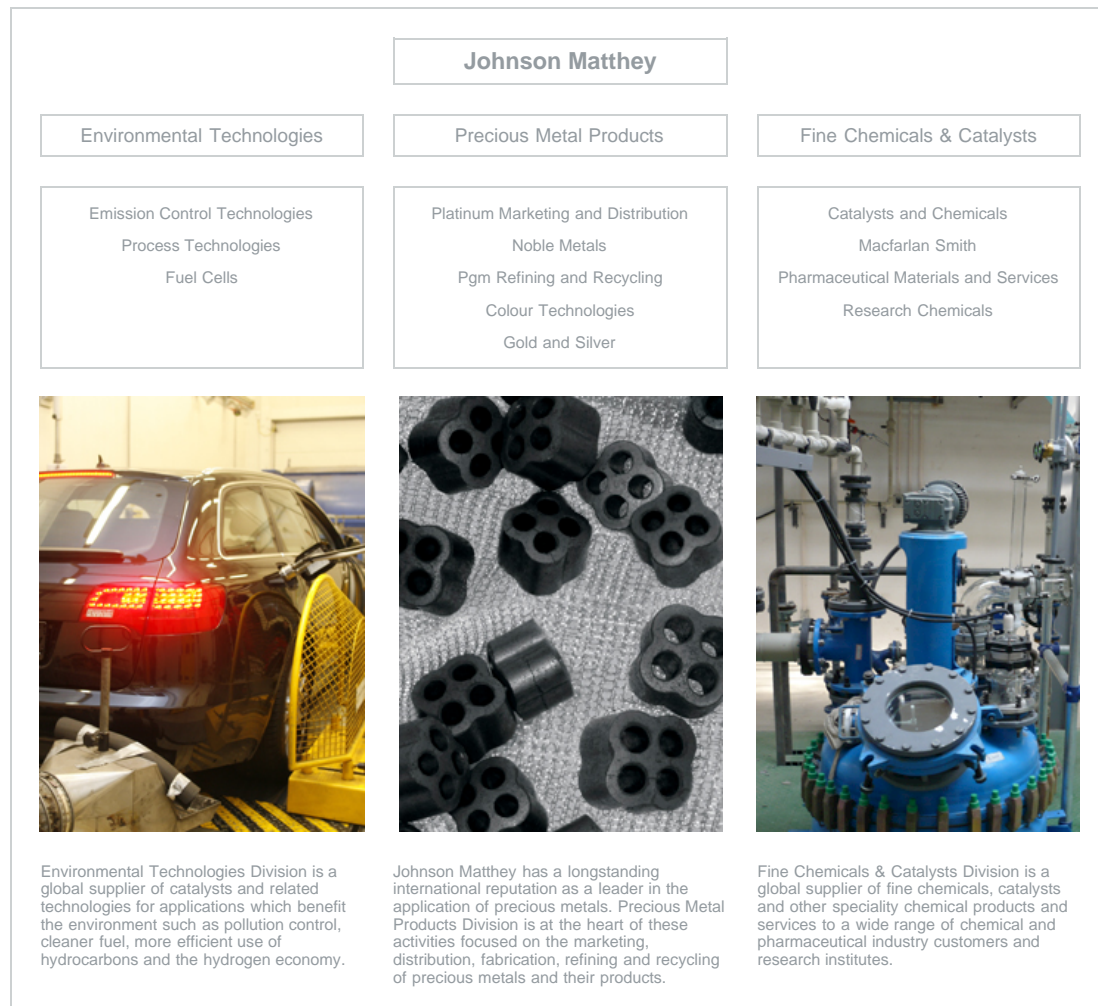 Johnson Matthey
Environmental Technologies
Precious Metal Products
Fine Chemicals & Catalysts
Emission Control Technologies
Process Technologies
Fuel Cells
Platinum Marketing and Distribution
Noble Metals
Pgm Refining and Recycling
Colour Technologies
Gold and Silver
Catalysts and Chemicals
Macfarlan Smith
Pharmaceutical Materials and Services
Research Chemicals
Environmental Technologies Division is a
global supplier of catalysts and related
technologies for applications which benefit
the environment such as pollution control,
cleaner fuel, more efficient use of
hydrocarbons and the hydrogen economy.
Johnson Matthey has a longstanding
international reputation as a leader in the
application of precious metals. Precious Metal
Products Division is at the heart of these
activities focused on the marketing,
distribution, fabrication, refining and recycling
of precious metals and their products.
Fine Chemicals & Catalysts Division is a
global supplier of fine chemicals, catalysts
and other speciality chemical products and
services to a wide range of chemical and
pharmaceutical industry customers and
research institutes.